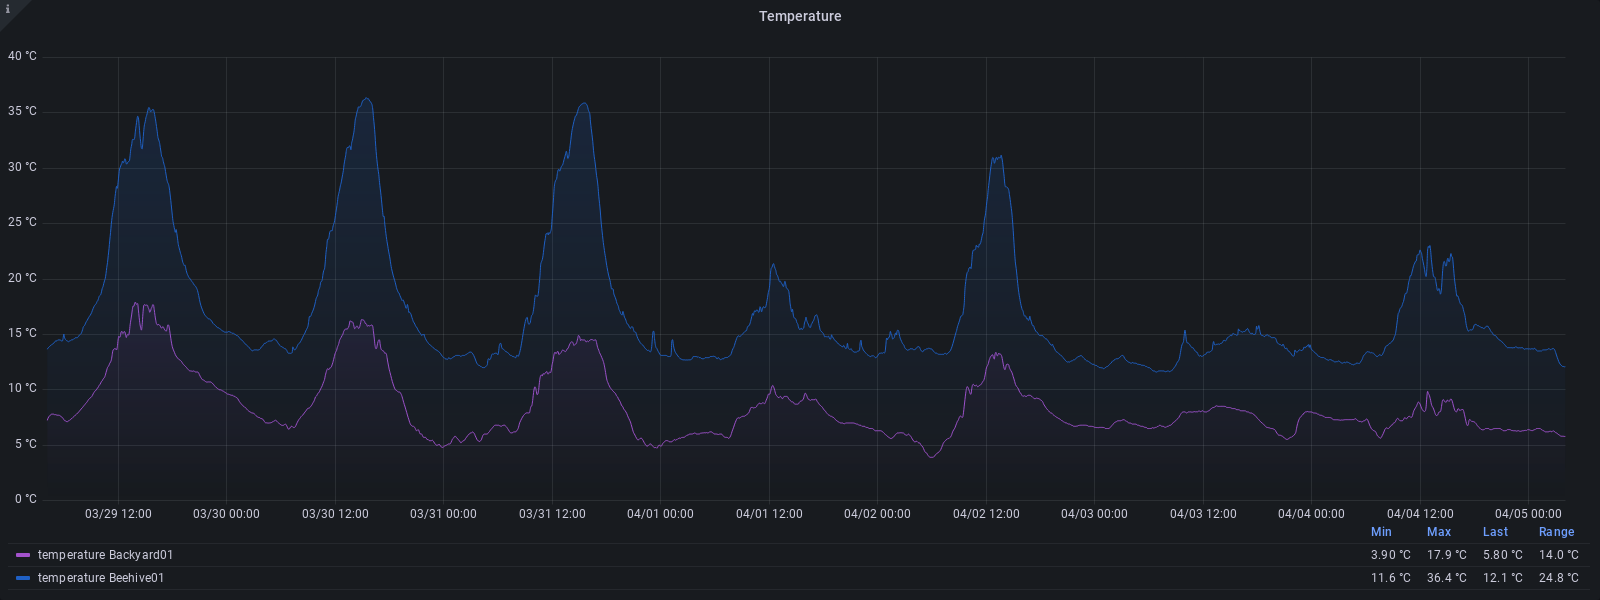 i
Temperature
40 °C
35 °C
30 °C
25 °C
20 °C
15 °C
10 °C
5 °C
0 °C
03/29 12:00 03/30 00:00 03/30 12:00 03/31 00:00 03/31 12:00 04/01 00:00 04/01 12:00 04/02 00:00 04/02 12:00 04/03 00:00 04/03 12:00 04/04 00:00 04/04 12:00 04/05 00:00
Min Max Last Range
temperature Backyard01 3.90 °C 17.9 °C 5.80 °C 14.0 °C
temperature Beehive01 11.6 °C 36.4 °C 12.1 °C 24.8 °C